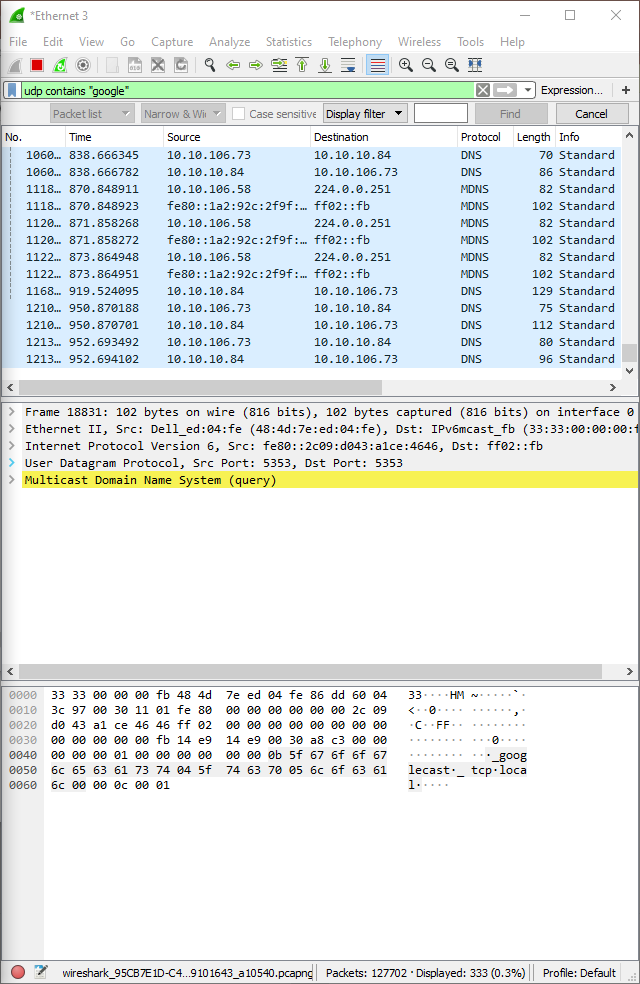 *Ethernet 3
File Edit View Go Capture Analyze Statistics Telephony Wireless Tools Help
udp contains "google" Expression… +
Packet list Narrow & Wi Case sensitive Display filter Find Cancel
No. Time Source Destination Protocol Length Info
1060… 838.666345 10.10.106.73 10.10.10.84 DNS 70 Standard
1060… 838.666782 10.10.10.84 10.10.106.73 DNS 86 Standard
1118… 870.848911 10.10.106.58 224.0.0.251 MDNS 82 Standard
1118… 870.848923 fe80::1a2:92c:2f9f:… ff02::fb MDNS 102 Standard
1120… 871.858268 10.10.106.58 224.0.0.251 MDNS 82 Standard
1120… 871.858272 fe80::1a2:92c:2f9f:… ff02::fb MDNS 102 Standard
1122… 873.864948 10.10.106.58 224.0.0.251 MDNS 82 Standard
1122… 873.864951 fe80::1a2:92c:2f9f:… ff02::fb MDNS 102 Standard
1168… 919.524095 10.10.10.84 10.10.106.73 DNS 129 Standard
1210… 950.870188 10.10.106.73 10.10.10.84 DNS 75 Standard
1210… 950.870701 10.10.10.84 10.10.106.73 DNS 112 Standard
1213… 952.693492 10.10.106.73 10.10.10.84 DNS 80 Standard
1213… 952.694102 10.10.10.84 10.10.106.73 DNS 96 Standard
Frame 18831: 102 bytes on wire (816 bits), 102 bytes captured (816 bits) on interface 0
Ethernet II, Src: Dell_ed:04:fe (48:4d:7e:ed:04:fe), Dst: IPv6mcast_fb (33:33:00:00:00:f
Internet Protocol Version 6, Src: fe80::2c09:d043:a1ce:4646, Dst: ff02::fb
User Datagram Protocol, Src Port: 5353, Dst Port: 5353
Multicast Domain Name System (query)
0000 33 33 00 00 00 fb 48 4d 7e ed 04 fe 86 dd 60 04 33····HM ~·····`·
0010 3c 97 00 30 11 01 fe 80 00 00 00 00 00 00 2c 09 <··0···· ······,·
0020 d0 43 a1 ce 46 46 ff 02 00 00 00 00 00 00 00 00 ·C··FF·· ········
0030 00 00 00 00 00 fb 14 e9 14 e9 00 30 a8 c3 00 00 ········ ···0····
0040 00 00 00 01 00 00 00 00 00 00 0b 5f 67 6f 6f 67 ········ ···_goog
0050 6c 65 63 61 73 74 04 5f 74 63 70 05 6c 6f 63 61 lecast·_ tcp·loca
0060 6c 00 00 0c 00 01 l·····
wireshark_95CB7E1D-C4…9101643_a10540.pcapng Packets: 127702 · Displayed: 333 (0.3%) Profile: Default